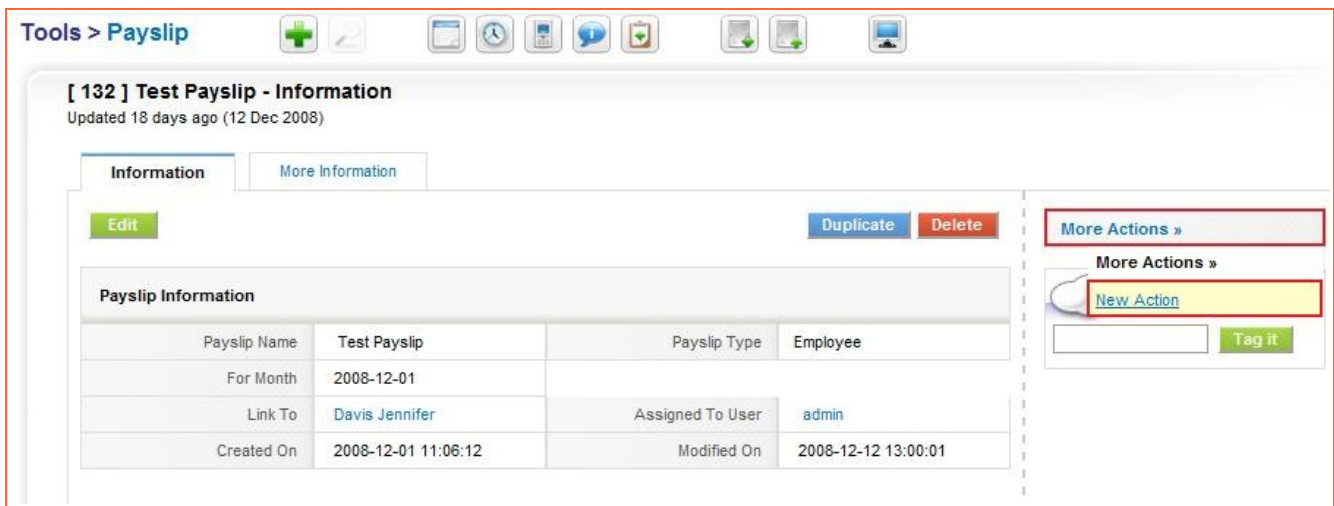 Tools > Payslip
[ 132 ] Test Payslip - Information
Updated 18 days ago (12 Dec 2008)
Information More Information
Edit Duplicate Delete
More Actions »
More Actions »
New Action
Tag it
Payslip Information
Payslip Name Test Payslip Payslip Type Employee
For Month 2008-12-01
Link To Davis Jennifer Assigned To User admin
Created On 2008-12-01 11:06:12 Modified On 2008-12-12 13:00:01